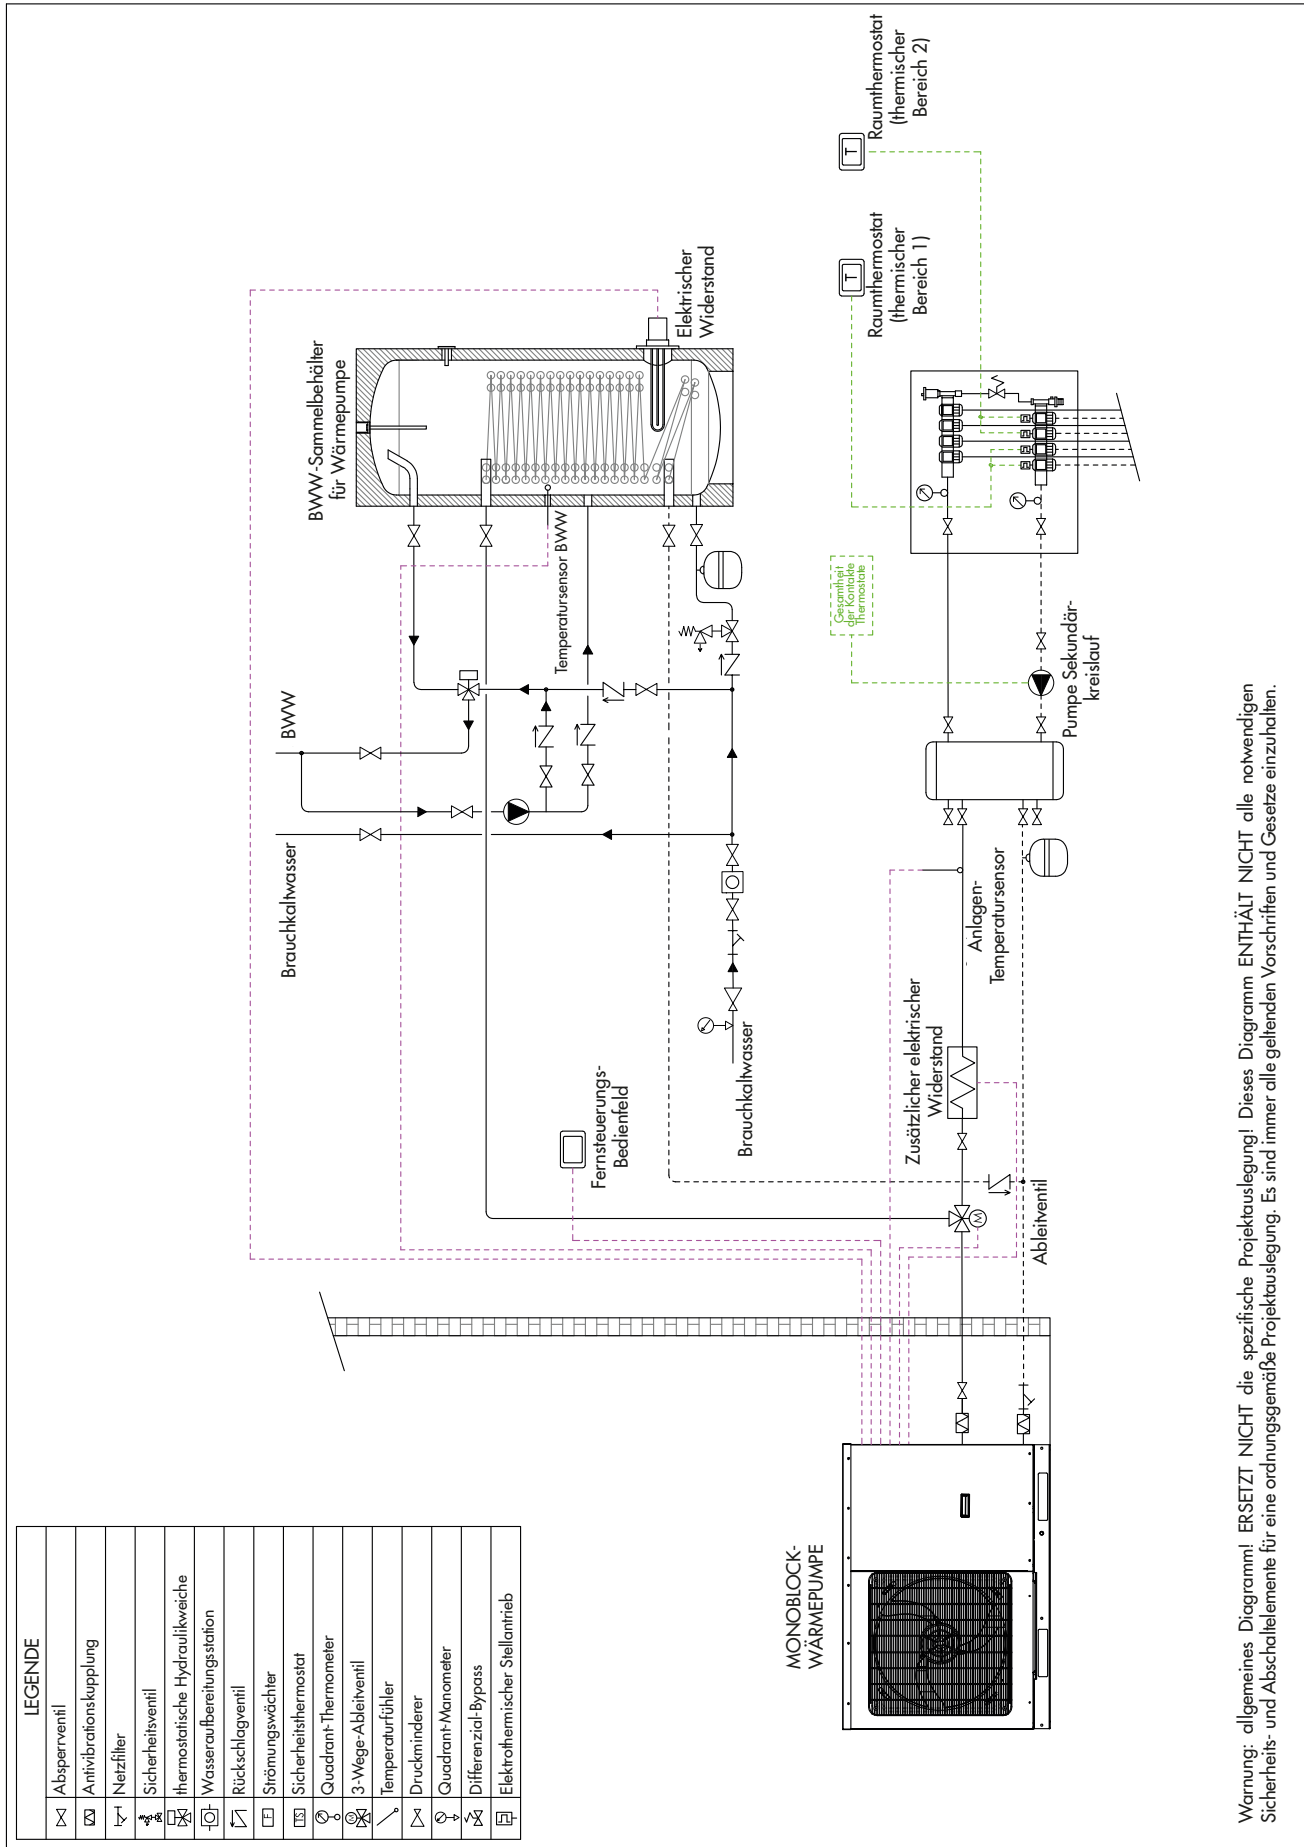 LEGENDE
Absperrventil
Antivibrationskupplung
Netzfilter
Sicherheitsventil
thermostatische Hydraulikweiche
Wasseraufbereitungsstation
Rückschlagventil
F
Strömungswächter
TS
Sicherheitsthermostat
Quadrant-Thermometer
M
3-Wege-Ableitventil
Temperaturfühler
Druckminderer
Quadrant-Manometer
Differenzial-Bypass
Elektrothermischer Stellantrieb
MONOBLOCK-
WÄRMEPUMPE
Fernsteuerungs-
Bedienfeld
Brauchkaltwasser
BWW
Brauchkaltwasser
BWW-Sammelbehälter
für Wärmepumpe
Temperatursensor BWW
Elektrischer
Widerstand
M
Ableitventil
Zusätzlicher elektrischer
Widerstand
Anlagen-
Temperatursensor
Pumpe Sekundär-
kreislauf
Gesamtheit
der Kontakte
Thermostate
T
Raumthermostat
(thermischer
Bereich 1)
T
Raumthermostat
(thermischer
Bereich 2)
Warnung: allgemeines Diagramm! ERSETZT NICHT die spezifische Projektauslegung! Dieses Diagramm ENTHÄLT NICHT alle notwendigen
Sicherheits- und Abschaltelemente für eine ordnungsgemäße Projektauslegung. Es sind immer alle geltenden Vorschriften und Gesetze einzuhalten.